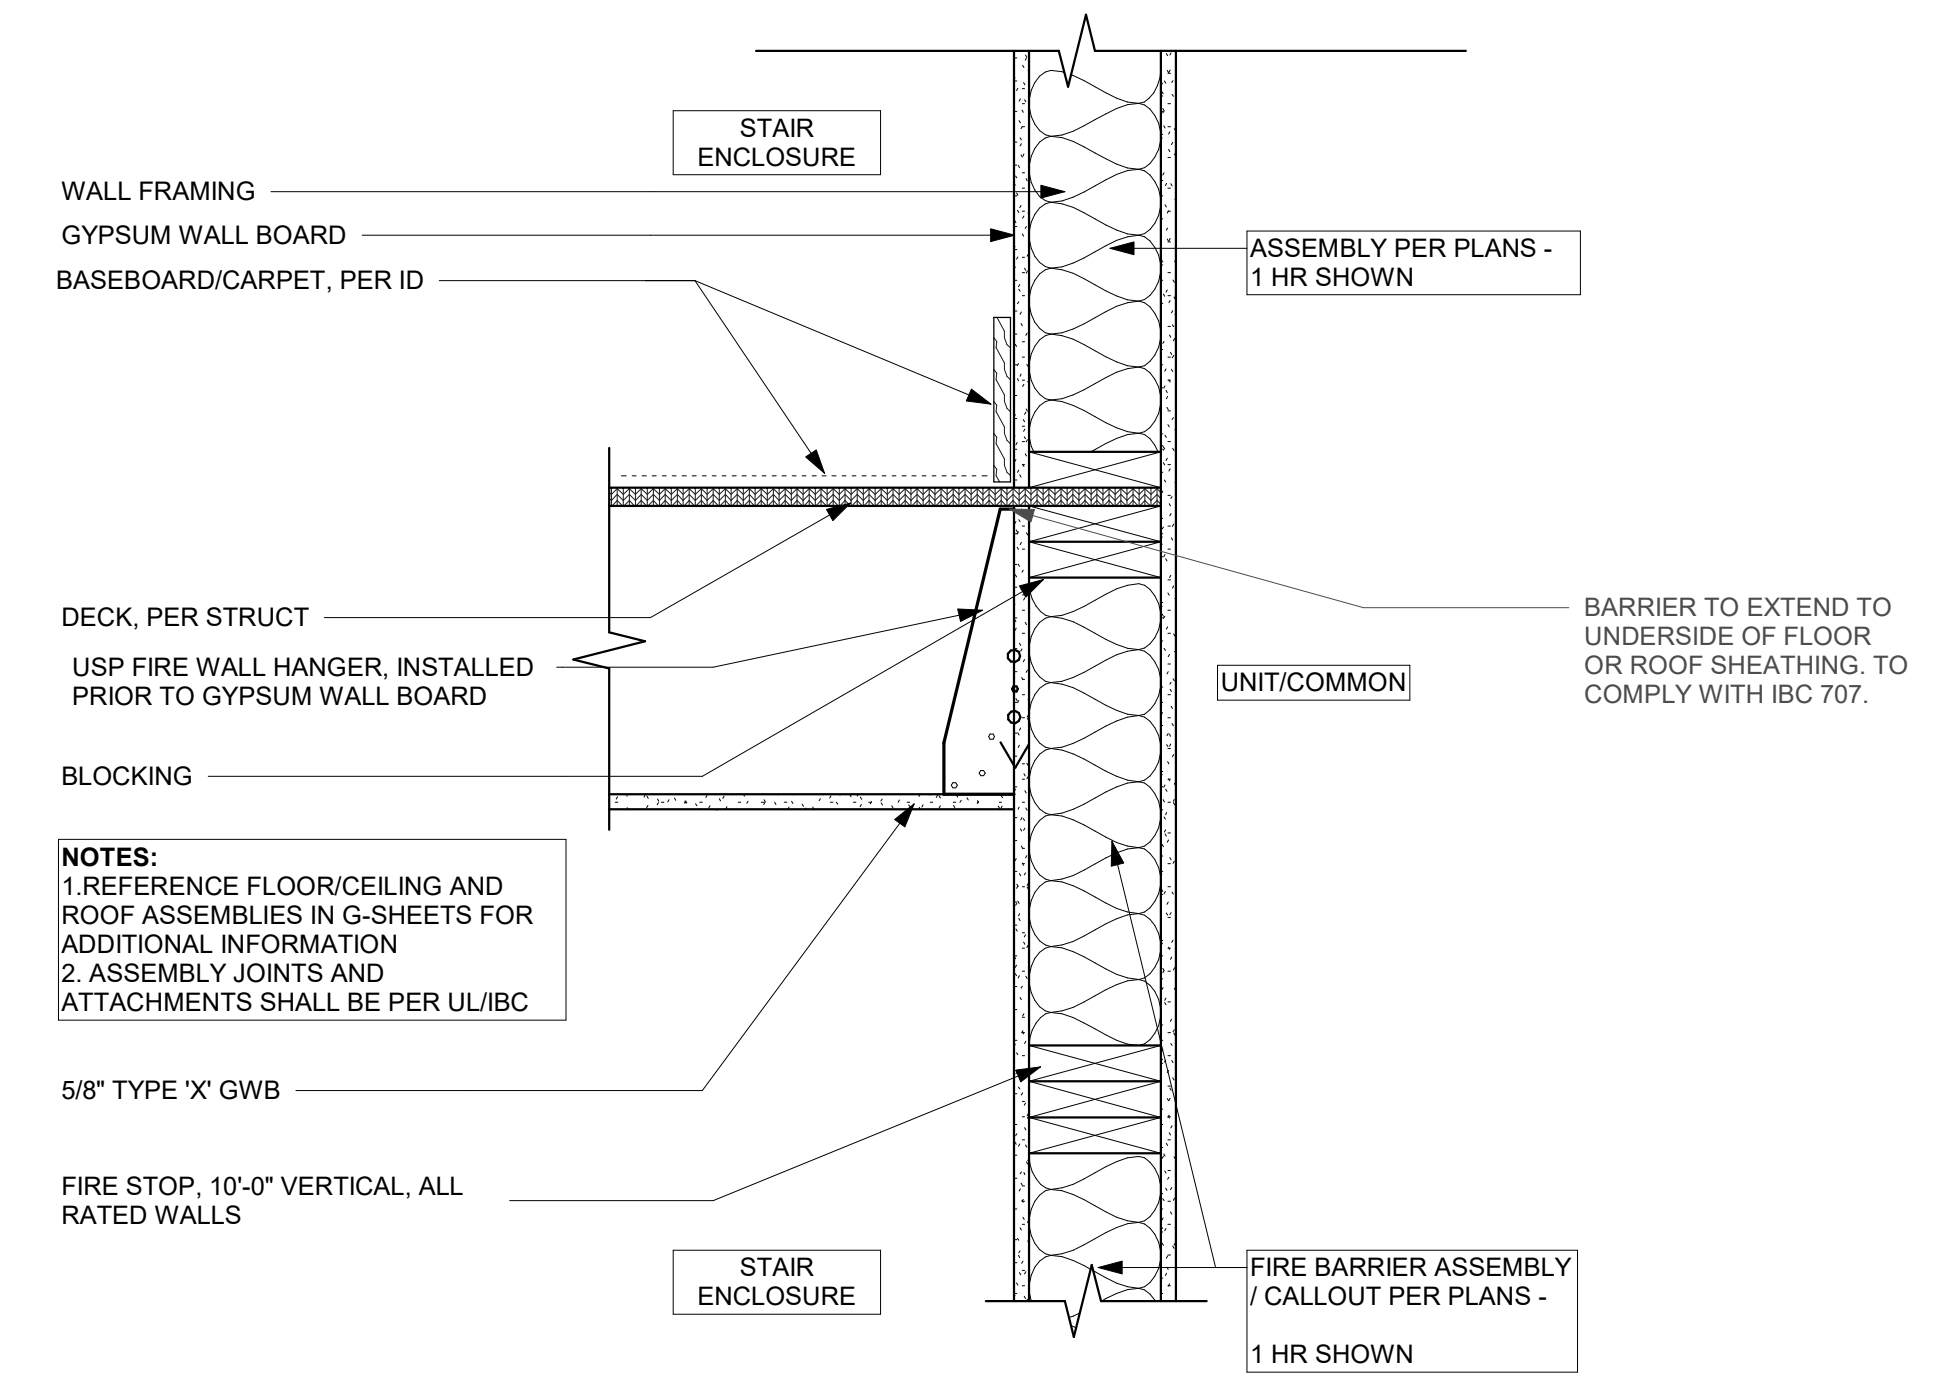 STAIR
ENCLOSURE
WALL FRAMING
GYPSUM WALL BOARD
BASEBOARD/CARPET, PER ID
ASSEMBLY PER PLANS -
1 HR SHOWN
DECK, PER STRUCT
USP FIRE WALL HANGER, INSTALLED
PRIOR TO GYPSUM WALL BOARD
BARRIER TO EXTEND TO
UNDERSIDE OF FLOOR
OR ROOF SHEATHING. TO
COMPLY WITH IBC 707.
UNIT/COMMON
BLOCKING
NOTES:
1.REFERENCE FLOOR/CEILING AND
ROOF ASSEMBLIES IN G-SHEETS FOR
ADDITIONAL INFORMATION
2. ASSEMBLY JOINTS AND
ATTACHMENTS SHALL BE PER UL/IBC
5/8" TYPE 'X' GWB
FIRE STOP, 10'-0" VERTICAL, ALL
RATED WALLS
STAIR
ENCLOSURE
FIRE BARRIER ASSEMBLY
/ CALLOUT PER PLANS -
1 HR SHOWN